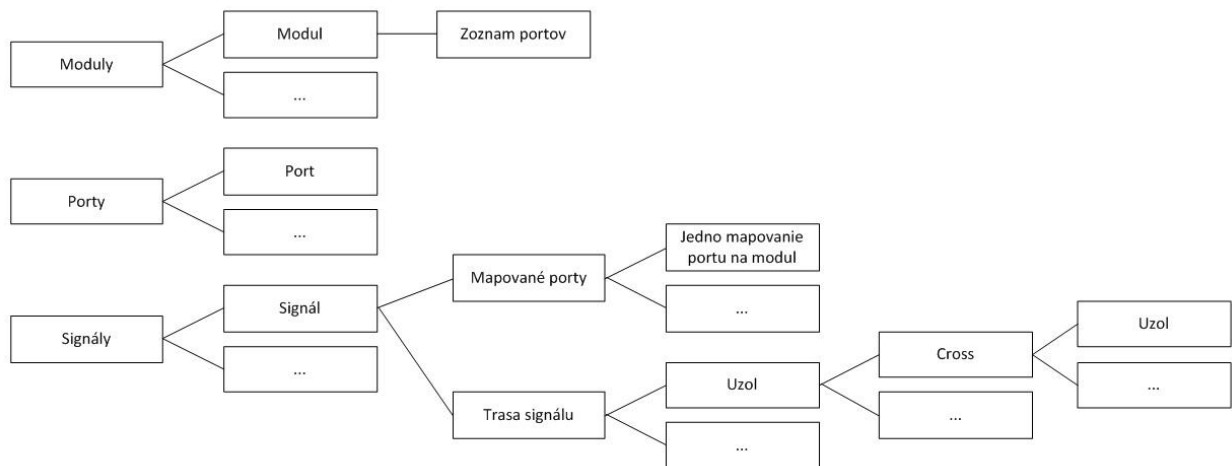 Moduly
Modul
...
Zoznam portov
Porty
Port
...
Signály
Signál
...
Mapované porty
Jedno mapovanie
portu na modul
...
Trasa signálu
Uzol
...
Cross
...
Uzol
...